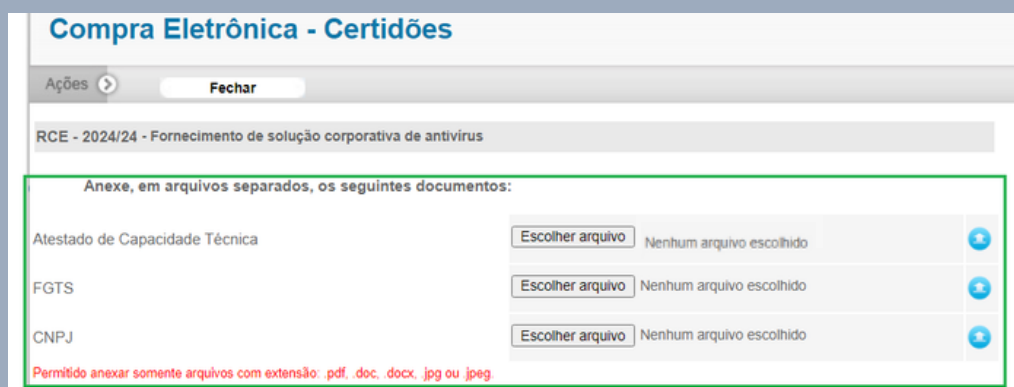 Compra Eletrônica - Certidões
Ações Fechar
RCE - 2024/24 - Fornecimento de solução corporativa de antivírus
Anexe, em arquivos separados, os seguintes documentos:
Atestado de Capacidade Técnica Escolher arquivo Nenhum arquivo escolhido
FGTS Escolher arquivo Nenhum arquivo escolhido
CNPJ Escolher arquivo Nenhum arquivo escolhido
Permitido anexar somente arquivos com extensão: .pdf, .doc, .docx, .jpg ou .jpeg.